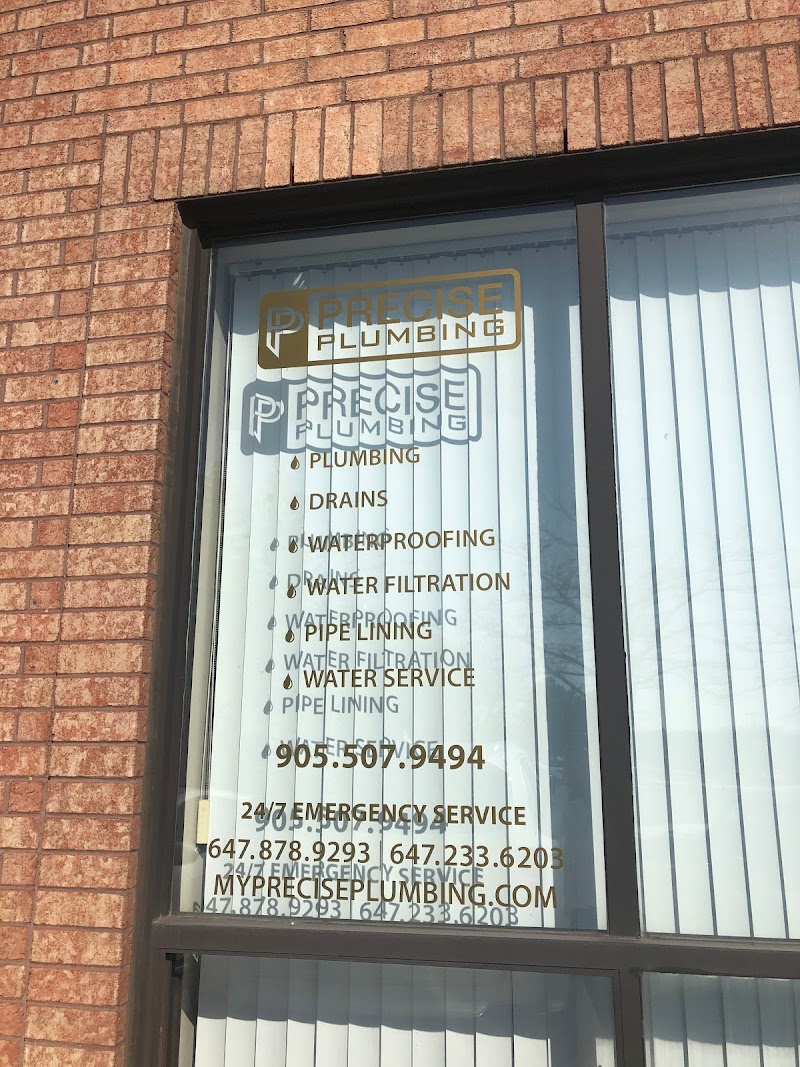 PRECISE
PLUMBING
PLUMBING
DRAINS
WATERPROOFING
WATER FILTRATION
PIPE LINING
WATER SERVICE
905.507.9494
24/7 EMERGENCY SERVICE
647.878.9293 647.233.6203
MYPRECISEPLUMBING.COM